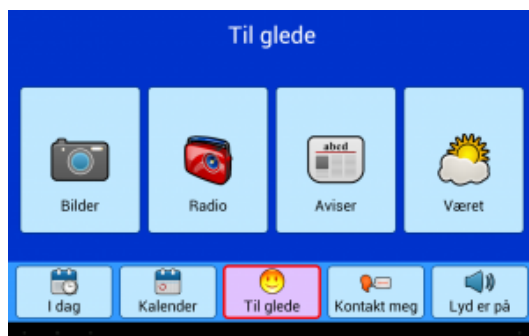 Til glede
abcd
Bilder
Radio
Aviser
Været
I dag
Kalender
Til glede
Kontakt meg
Lyd er på